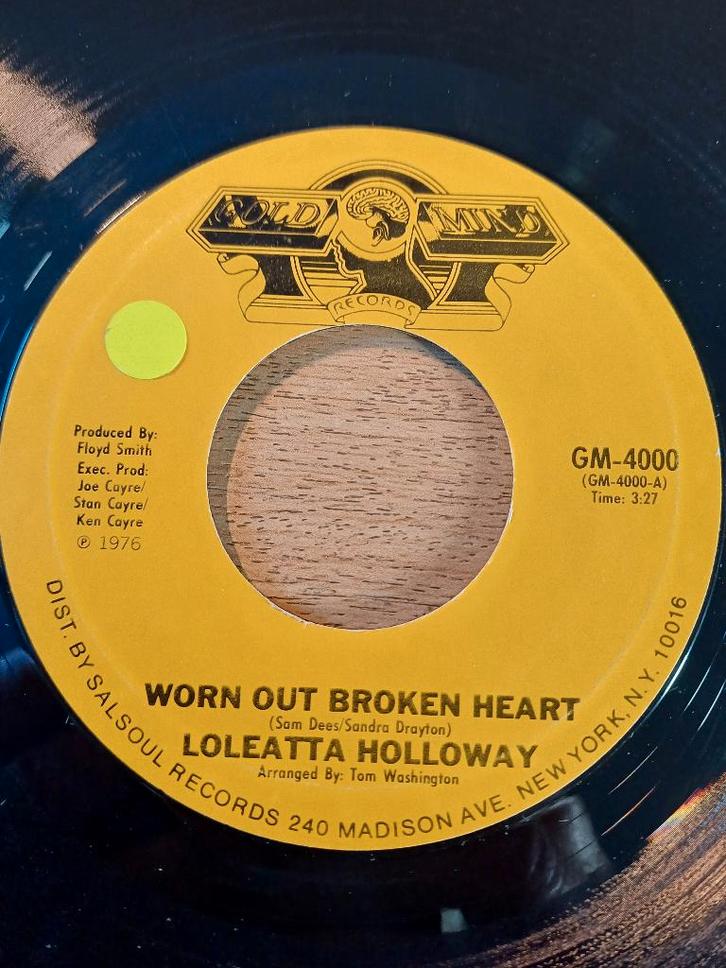 GOLD MIND
RECORDS
Produced By:
Floyd Smith
Exec. Prod:
Joe Cayre/
Stan Cayre/
Ken Cayre
℗ 1976
GM-4000
(GM-4000-A)
Time: 3:27
WORN OUT BROKEN HEART
(Sam Dees/Sandra Drayton)
LOLEATTA HOLLOWAY
Arranged By: Tom Washington
DIST. BY SALSOUL RECORDS 240 MADISON AVE. NEW YORK, N.Y. 10016